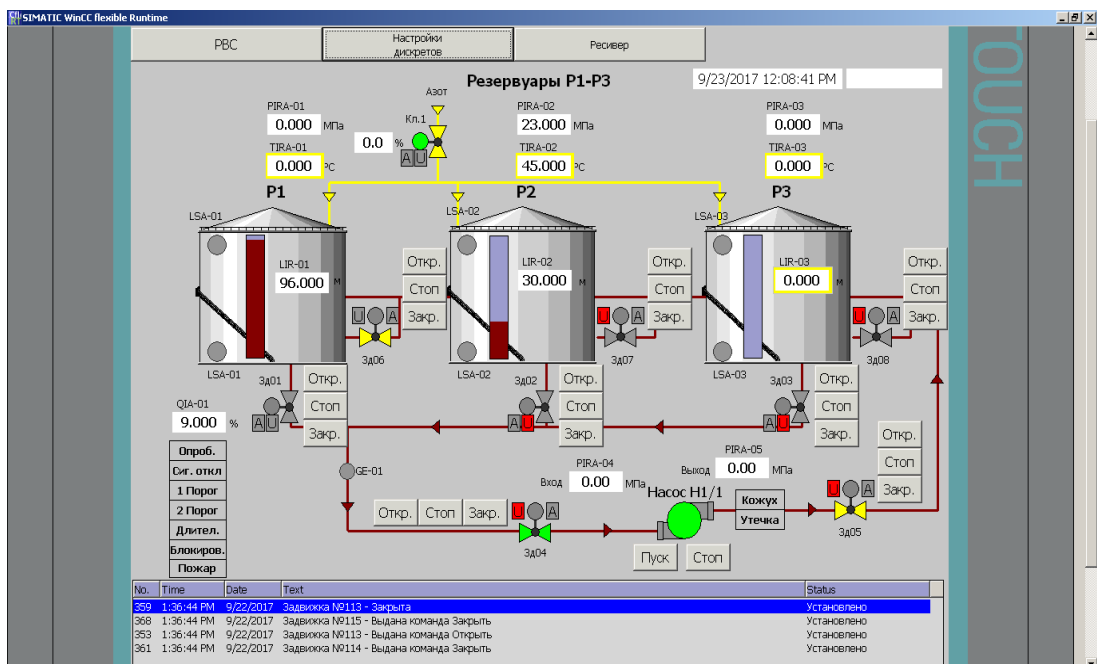 SIMATIC WinCC flexible Runtime
РВС
Настройки
дискретов
Ресивер
TOUCH
Резервуары Р1-Р3
9/23/2017 12:08:41 PM
Азот
Кл.1
0.0 %
A U
PIRA-01
0.000 МПа
TIRA-01
0.000 °C
PIRA-02
23.000 МПа
TIRA-02
45.000 °C
PIRA-03
0.000 МПа
TIRA-03
0.000 °C
Р1
Р2
Р3
LSA-01
LSA-02
LSA-03
LIR-01
96.000 м
LIR-02
30.000 м
LIR-03
0.000 м
Откр.
Стоп
Закр.
Откр.
Стоп
Закр.
Откр.
Стоп
Закр.
U A
Зд06
U A
Зд07
U A
Зд08
LSA-01
LSA-02
LSA-03
Зд01
A U
Откр.
Стоп
Закр.
Зд02
A U
Откр.
Стоп
Закр.
Зд03
A U
Откр.
Стоп
Закр.
QIA-01
9.000 %
Опроб.
Сиг. откл
1 Порог
2 Порог
Длител.
Блокиров.
Пожар
GE-01
Откр. Стоп Закр.
U A
Зд04
PIRA-04
Вход 0.00 МПа
PIRA-05
Выход 0.00 МПа
Насос Н1/1
Кожух
Утечка
Пуск Стоп
U A
Зд05
Откр.
Стоп
Закр.
No. Time Date Text Status
359 1:36:44 PM 9/22/2017 Задвижка №113 - Закрыта Установлено
368 1:36:44 PM 9/22/2017 Задвижка №115 - Выдана команда Закрыть Установлено
353 1:36:44 PM 9/22/2017 Задвижка №113 - Выдана команда Открыть Установлено
361 1:36:44 PM 9/22/2017 Задвижка №114 - Выдана команда Закрыть Установлено